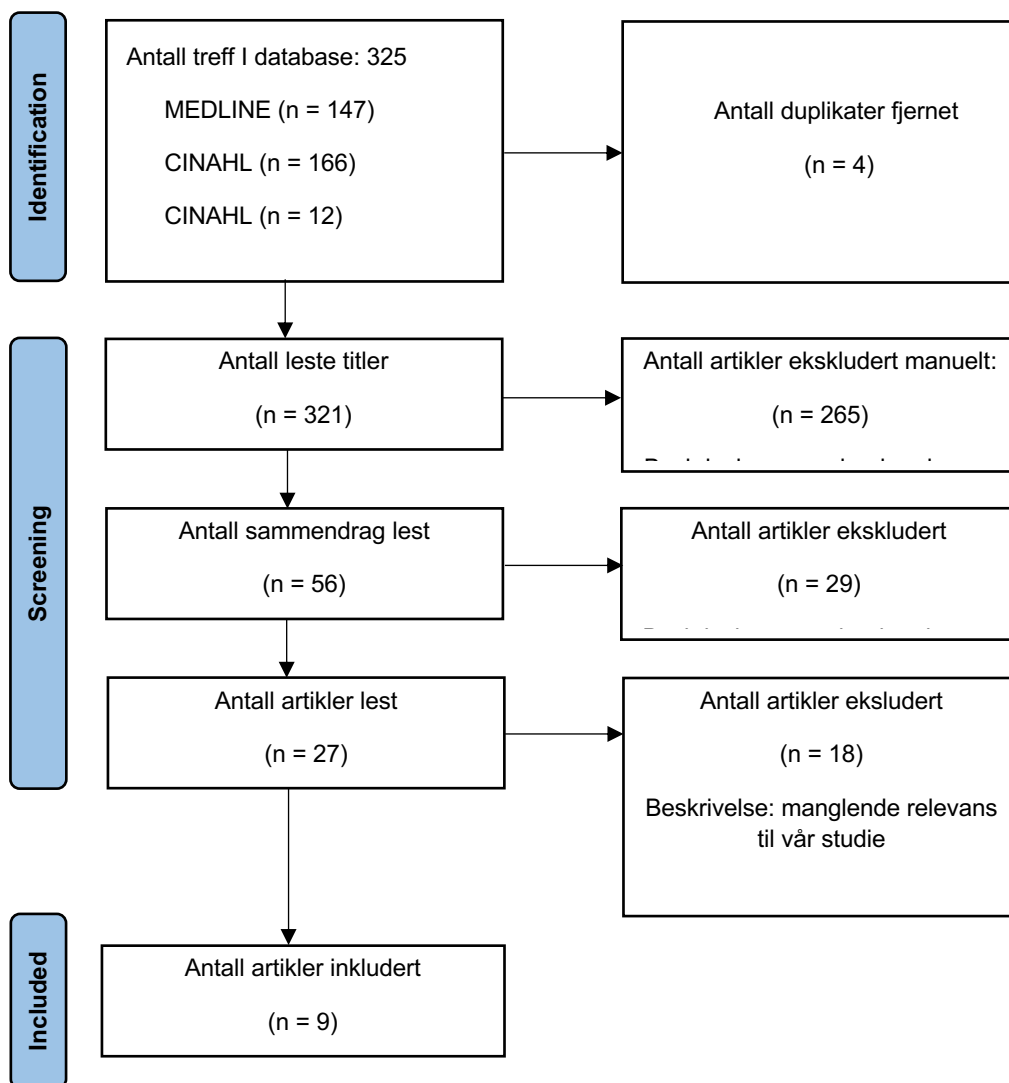 Identification
Antall treff I database: 325
MEDLINE (n = 147)
CINAHL (n = 166)
CINAHL (n = 12)
Antall duplikater fjernet
(n = 4)
Screening
Antall leste titler
(n = 321)
Antall artikler ekskludert manuelt:
(n = 265)
Antall sammendrag lest
(n = 56)
Antall artikler ekskludert
(n = 29)
Antall artikler lest
(n = 27)
Antall artikler eksludert
(n = 18)
Beskrivelse: manglende relevans
til vår studie
Included
Antall artikler inkludert
(n = 9)